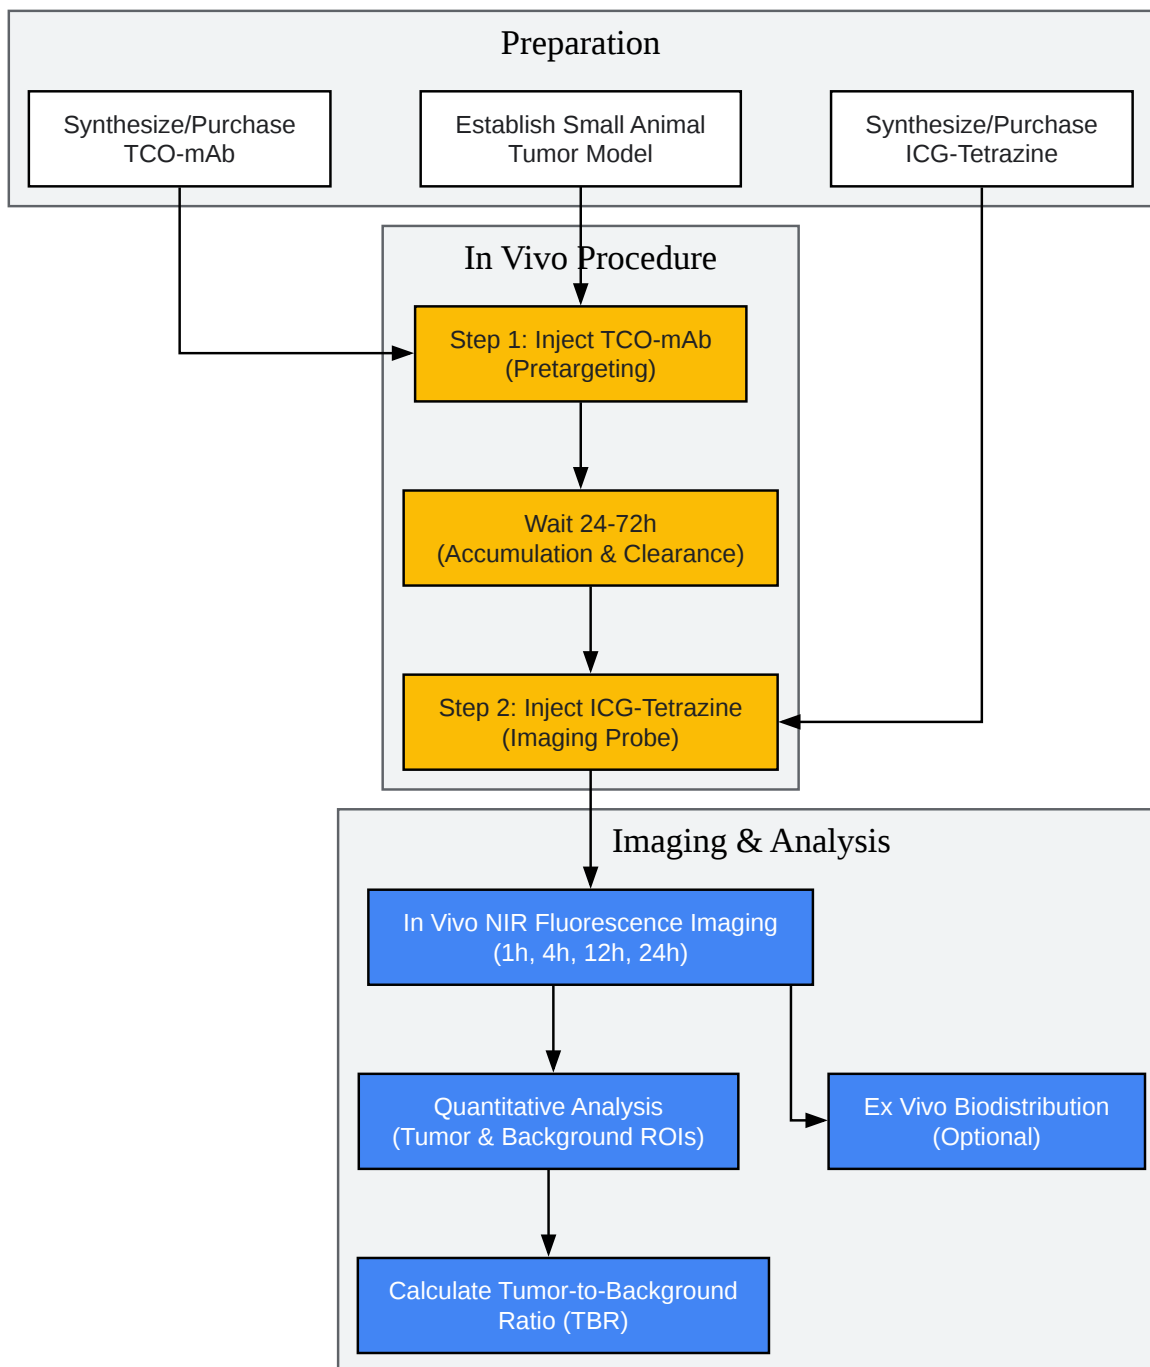 Preparation
Synthesize/Purchase
TCO-mAb
Establish Small Animal
Tumor Model
Synthesize/Purchase
ICG-Tetrazine
In Vivo Procedure
Step 1: Inject TCO-mAb
(Pretargeting)
Wait 24-72h
(Accumulation & Clearance)
Step 2: Inject ICG-Tetrazine
(Imaging Probe)
Imaging & Analysis
In Vivo NIR Fluorescence Imaging
(1h, 4h, 12h, 24h)
Quantitative Analysis
(Tumor & Background ROIs)
Ex Vivo Biodistribution
(Optional)
Calculate Tumor-to-Background
Ratio (TBR)